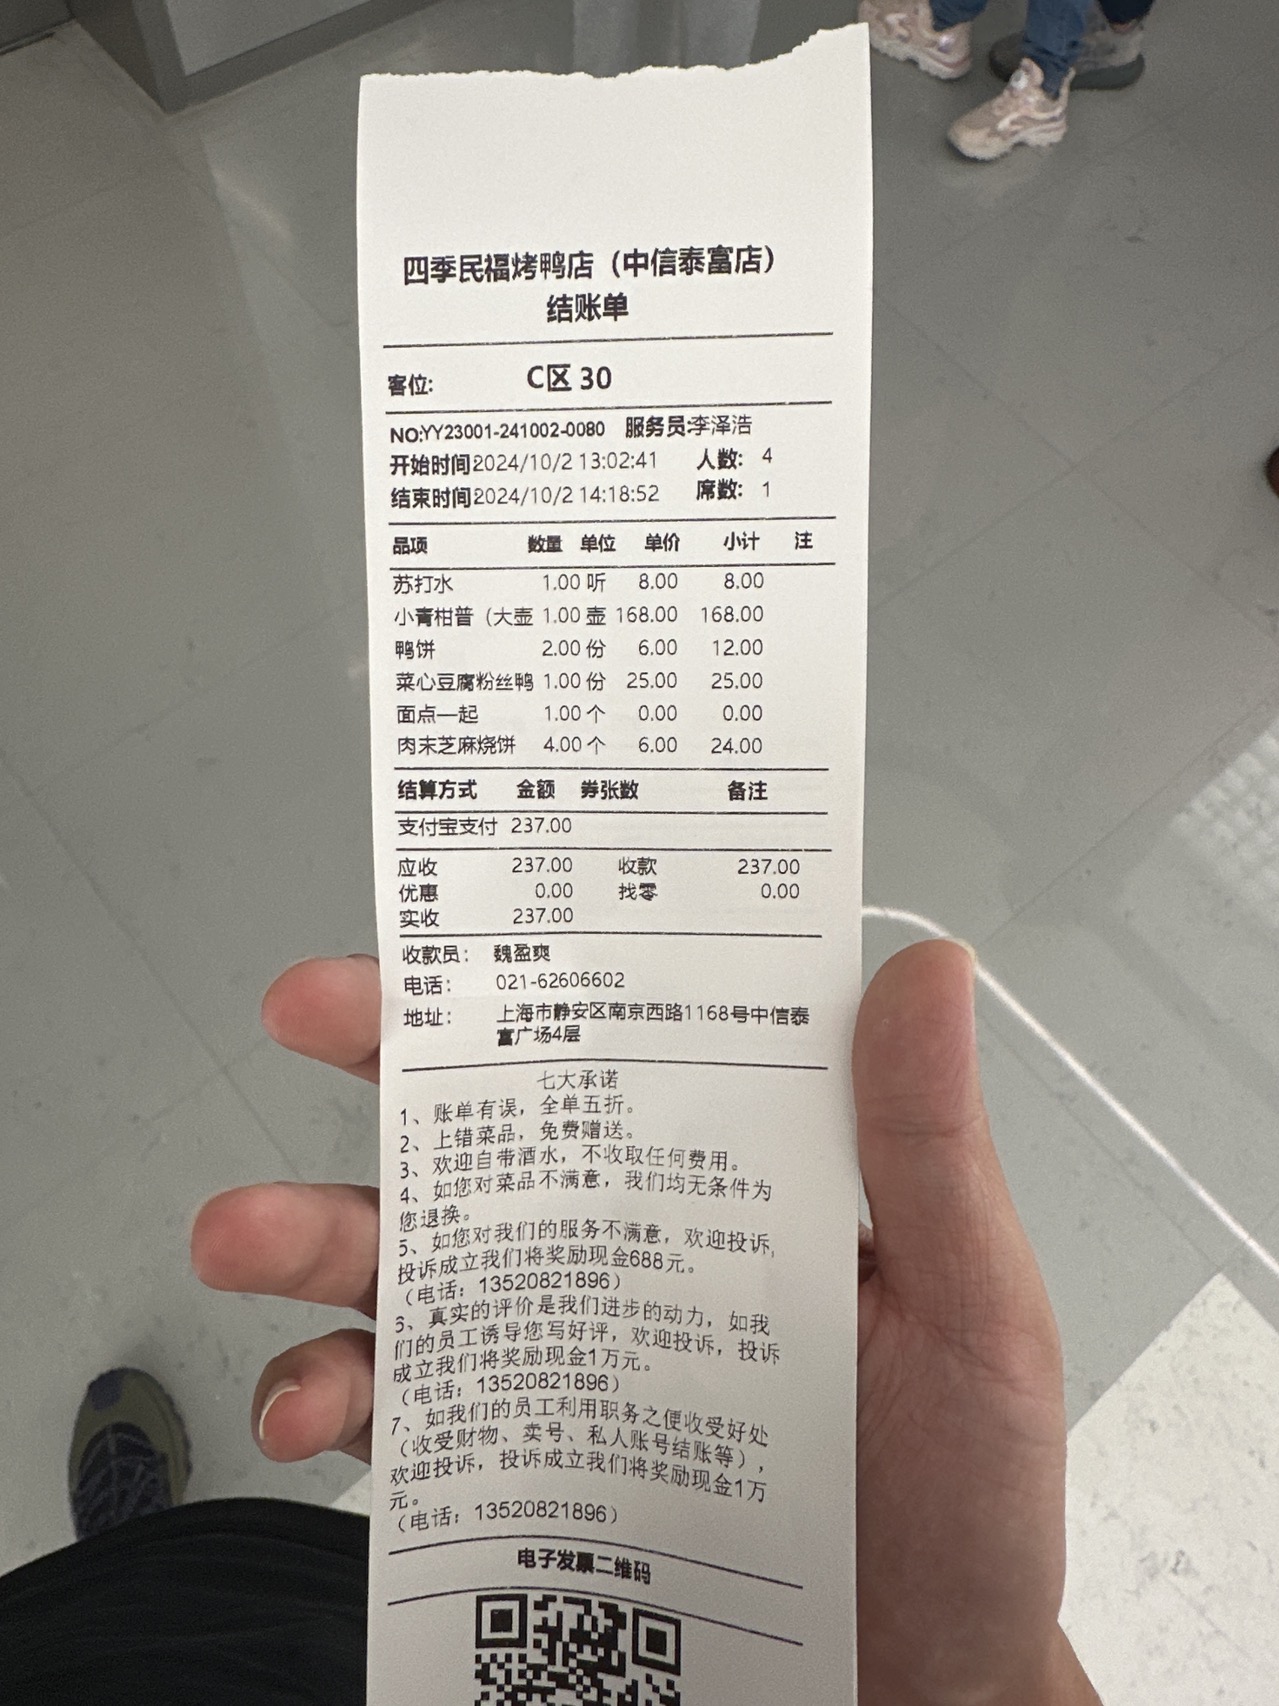 四季民福烤鸭店（中信泰富店）
结账单
客位: C区 30
NO:YY23001-241002-0080 服务员:李泽浩
开始时间2024/10/2 13:02:41 人数: 4
结束时间2024/10/2 14:18:52 席数: 1
品项 数量 单位 单价 小计 注
苏打水 1.00 听 8.00 8.00
小青柑普（大壶 1.00 壶 168.00 168.00
鸭饼 2.00 份 6.00 12.00
菜心豆腐粉丝鸭 1.00 份 25.00 25.00
面点一起 1.00 个 0.00 0.00
肉末芝麻烧饼 4.00 个 6.00 24.00
结算方式 金额 券张数 备注
支付宝支付 237.00
应收 237.00 收款 237.00
优惠 0.00 找零 0.00
实收 237.00
收款员: 魏盈爽
电话: 021-62606602
地址: 上海市静安区南京西路1168号中信泰
富广场4层
七大承诺
1、账单有误，全单五折。
2、上错菜品，免费赠送。
3、欢迎自带酒水，不收取任何费用。
4、如您对菜品不满意，我们均无条件为
您退换。
5、如您对我们的服务不满意，欢迎投诉,
投诉成立我们将奖励现金688元。
（电话：13520821896）
6、真实的评价是我们进步的动力，如我
们的员工诱导您写好评，欢迎投诉，投诉
成立我们将奖励现金1万元。
（电话：13520821896）
7、如我们的员工利用职务之便收受好处
（收受财物、卖号、私人账号结账等），
欢迎投诉，投诉成立我们将奖励现金1万
元。
（电话：13520821896）
电子发票二维码